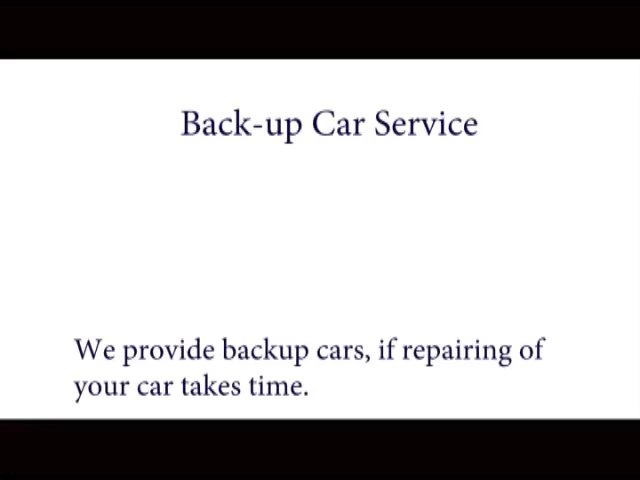 Back-up Car Service
We provide backup cars, if repairing of
your car takes time.